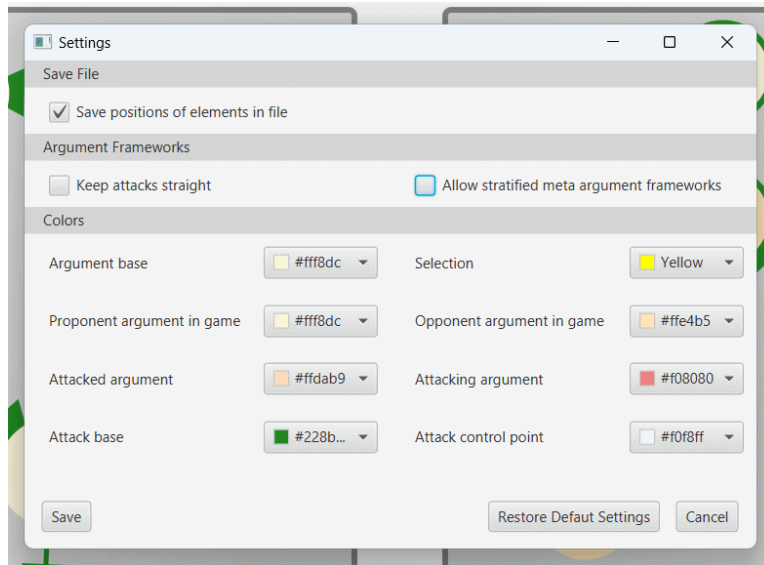 Settings
Save File
Save positions of elements in file
Argument Frameworks
Keep attacks straight Allow stratified meta argument frameworks
Colors
Argument base #fff8dc Selection Yellow
Proponent argument in game #fff8dc Opponent argument in game #ffe4b5
Attacked argument #ffdab9 Attacking argument #f08080
Attack base #228b... Attack control point #f0f8ff
Save Restore Defaut Settings Cancel